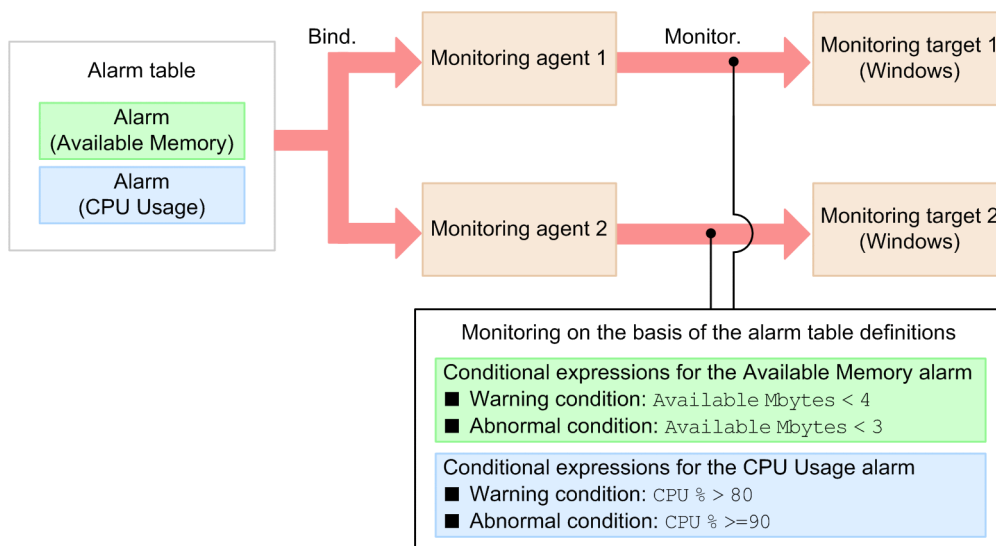 Alarm table
Alarm
(Available Memory)
Alarm
(CPU Usage)
Bind.
Monitoring agent 1
Monitor.
Monitoring target 1
(Windows)
Monitoring agent 2
Monitoring target 2
(Windows)
Monitoring on the basis of the alarm table definitions
Conditional expressions for the Available Memory alarm
■ Warning condition: Available Mbytes < 4
■ Abnormal condition: Available Mbytes < 3
Conditional expressions for the CPU Usage alarm
■ Warning condition: CPU % > 80
■ Abnormal condition: CPU % >=90